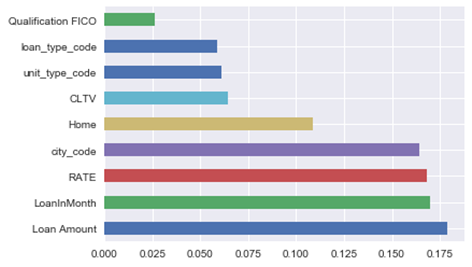 Qualification FICO
loan_type_code
unit_type_code
CLTV
Home
city_code
RATE
LoanInMonth
Loan Amount
0.000 0.025 0.050 0.075 0.100 0.125 0.150 0.175